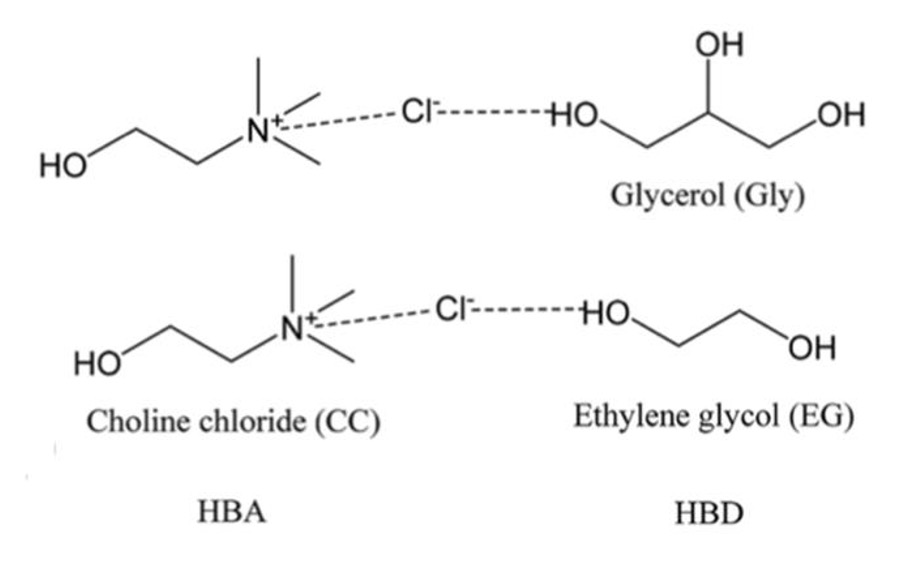 OH
N⁺ Cl⁻ HO OH
HO
Glycerol (Gly)
N⁺ Cl⁻ HO
HO OH
Choline chloride (CC) Ethylene glycol (EG)
HBA HBD